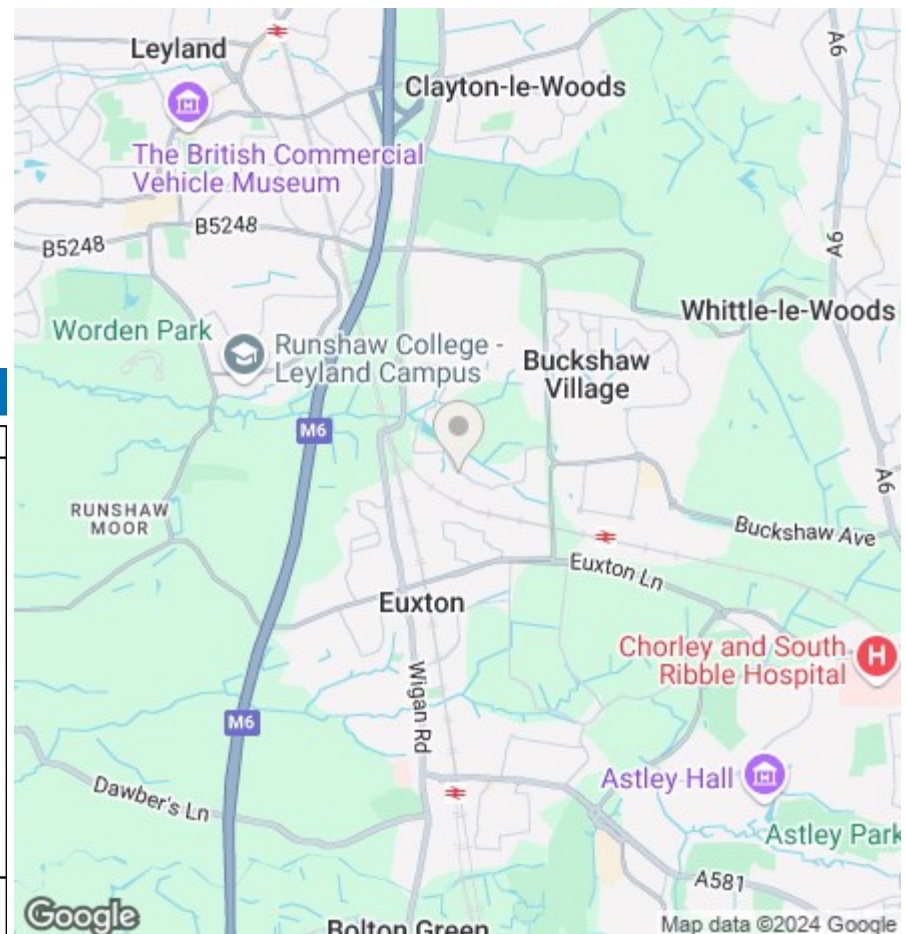 Leyland
A6
Clayton-le-Woods
The British Commercial
Vehicle Museum
B5248
B5248
A6
Whittle-le-Woods
Worden Park
Runshaw College -
Leyland Campus
Buckshaw
Village
M6
A6
RUNSHAW
MOOR
Buckshaw Ave
Euxton Ln
Euxton
Chorley and South
Ribble Hospital
H
Wigan Rd
M6
Astley Hall
Dawber's Ln
Astley Park
A581
Google
Bolton Green
Map data ©2024 Google